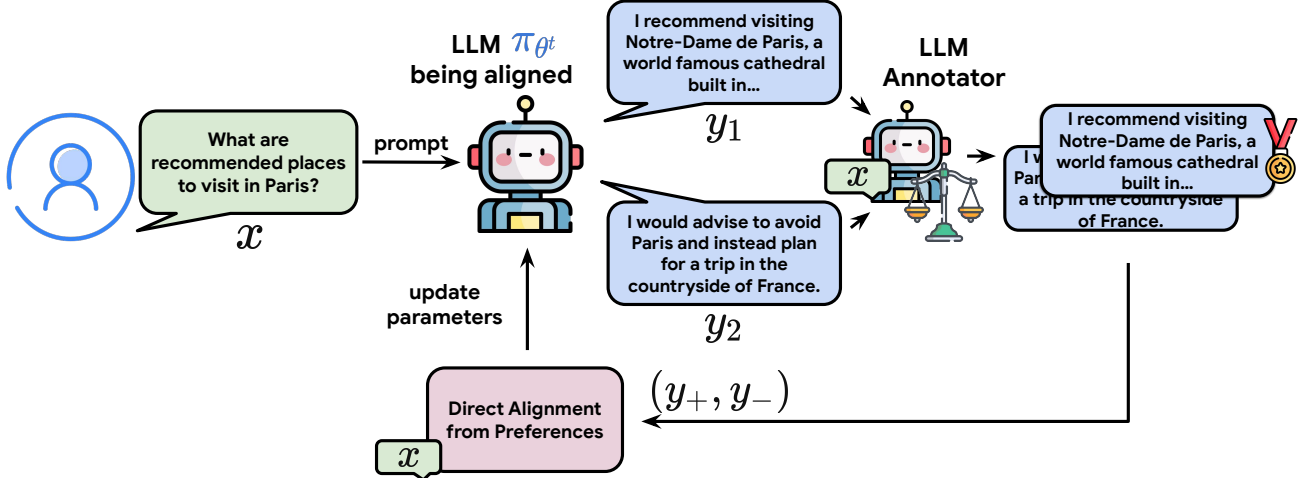 LLM π_θ^t
being aligned
What are
recommended places
to visit in Paris?
x
prompt
I recommend visiting
Notre-Dame de Paris, a
world famous cathedral
built in...
y₁
I would advise to avoid
Paris and instead plan
for a trip in the
countryside of France.
y₂
LLM
Annotator
x
I recommend visiting
Notre-Dame de Paris, a
world famous cathedral
built in...
a trip in the countryside
of France.
update
parameters
(y₊, y₋)
Direct Alignment
from Preferences
x